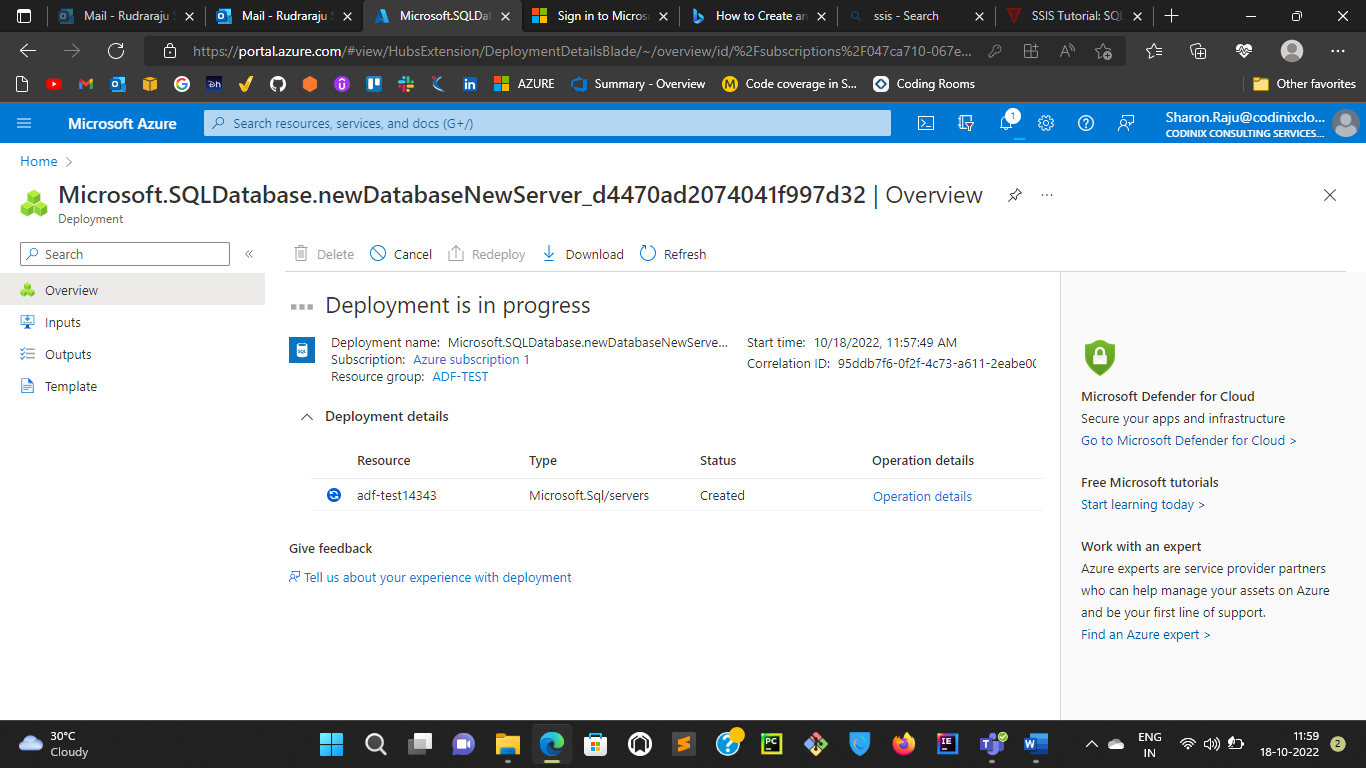 Mail - Rudraraju S
Mail - Rudraraju S
Microsoft.SQLDat
Sign in to Microso
How to Create an
ssis - Search
SSIS Tutorial: SQL
https://portal.azure.com/#view/HubsExtension/DeploymentDetailsBlade/~/overview/id/%2Fsubscriptions%2F047ca710-067e...
AZURE
Summary - Overview
Code coverage in S...
Coding Rooms
Other favorites
Microsoft Azure
Search resources, services, and docs (G+/)
1
Sharon.Raju@codinixclo...
CODINIX CONSULTING SERVICES...
Home
Microsoft.SQLDatabase.newDatabaseNewServer_d4470ad2074041f997d32 | Overview
Deployment
Search
Delete
Cancel
Redeploy
Download
Refresh
Overview
Inputs
Outputs
Template
Deployment is in progress
Deployment name: Microsoft.SQLDatabase.newDatabaseNewServe...
Subscription: Azure subscription 1
Resource group: ADF-TEST
Start time: 10/18/2022, 11:57:49 AM
Correlation ID: 95ddb7f6-0f2f-4c73-a611-2eabe00
Deployment details
Resource Type Status Operation details
adf-test14343 Microsoft.Sql/servers Created Operation details
Give feedback
Tell us about your experience with deployment
Microsoft Defender for Cloud
Secure your apps and infrastructure
Go to Microsoft Defender for Cloud >
Free Microsoft tutorials
Start learning today >
Work with an expert
Azure experts are service provider partners
who can help manage your assets on Azure
and be your first line of support.
Find an Azure expert >
30°C
Cloudy
ENG
IN
11:59
18-10-2022
2